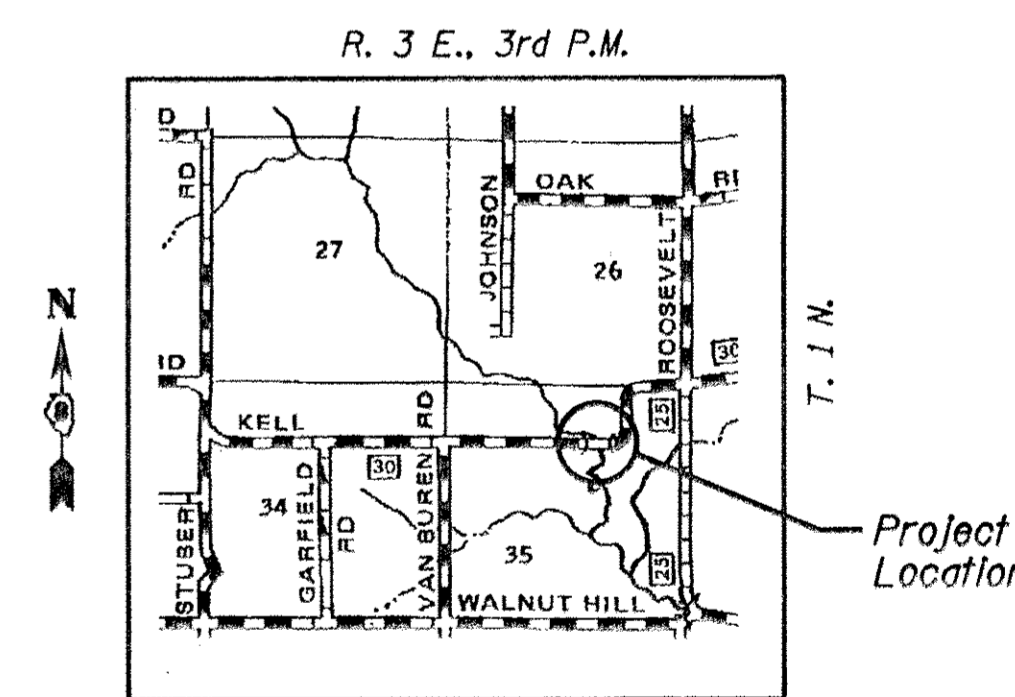 R. 3 E., 3rd P.M.
D
RD
OAK
JOHNSON
27
26
ROOSEVELT
N
T. 1 N.
30
KELL
RD
25
30
34
GARFIELD
RD
VAN BUREN
35
STUBER
25
WALNUT HILL
Project
Location